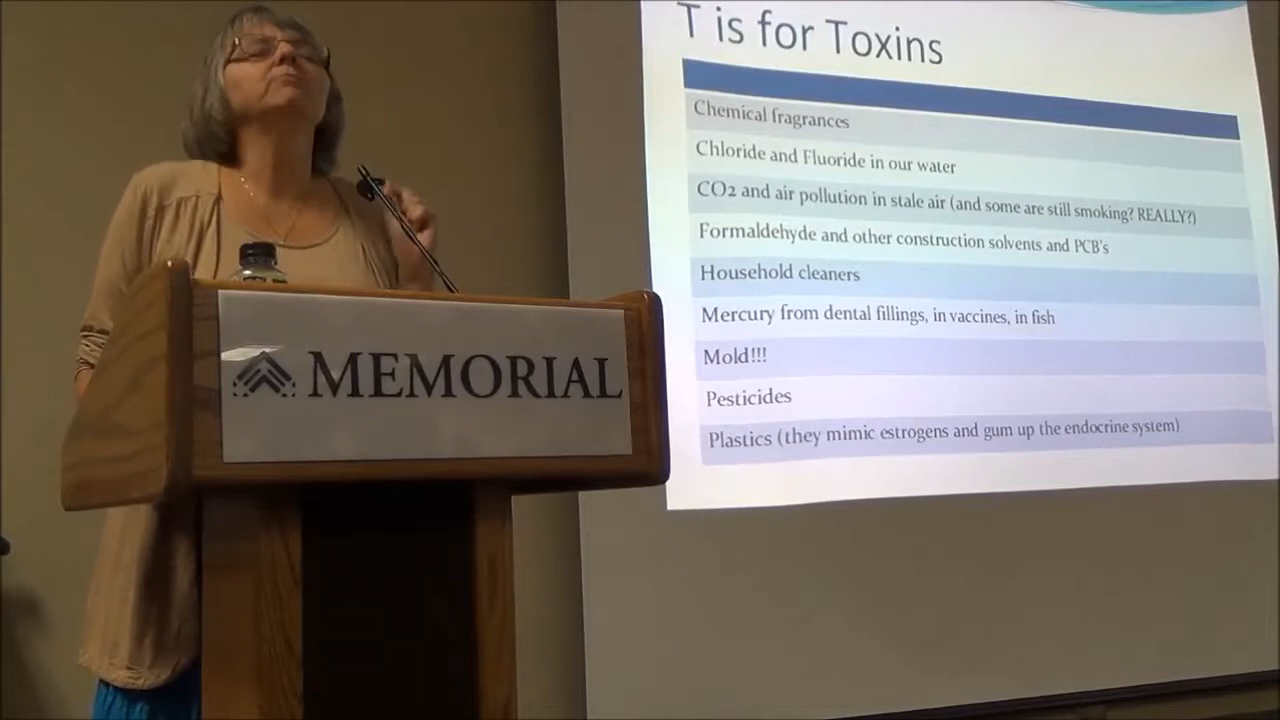 T is for Toxins
Chemical fragrances
Chloride and Fluoride in our water
CO2 and air pollution in stale air (and some are still smoking? REALLY?)
Formaldehyde and other construction solvents and PCB's
Household cleaners
Mercury from dental fillings, in vaccines, in fish
Mold!!!
Pesticides
Plastics (they mimic estrogens and gum up the endocrine system)
MEMORIAL